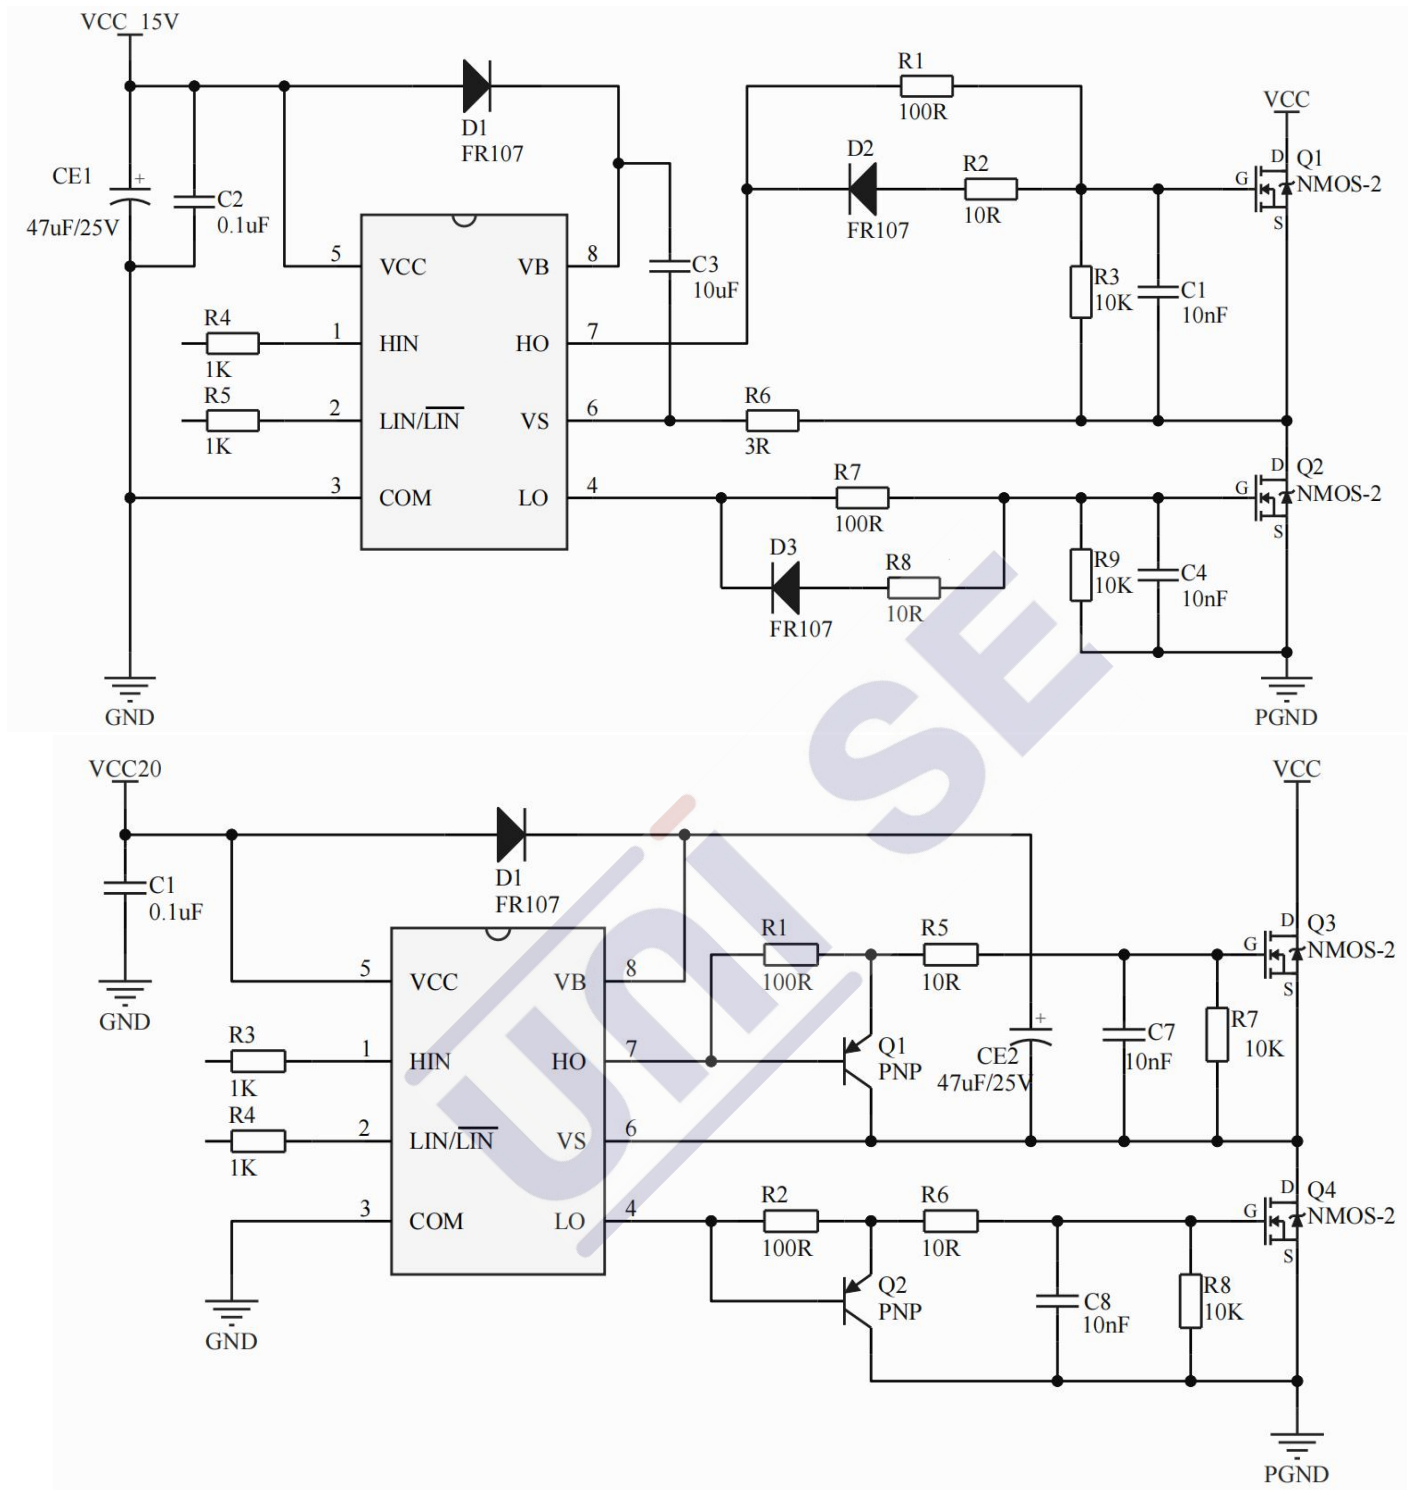 VCC_15V
R1
100R
VCC
D1
FR107
D2
FR107
R2
10R
D
Q1
G
NMOS-2
S
CE1
+
47uF/25V
C2
0.1uF
5
VCC
VB
8
C3
10uF
R3
10K
C1
10nF
R4
1K
1
HIN
HO
7
R5
1K
2
LIN/LIN
VS
6
R6
3R
3
COM
LO
4
R7
100R
D
Q2
G
NMOS-2
S
D3
FR107
R8
10R
R9
10K
C4
10nF
GND
PGND
VCC20
VCC
C1
0.1uF
GND
D1
FR107
R1
100R
R5
10R
D
Q3
G
NMOS-2
S
5
VCC
VB
8
R3
1K
1
HIN
HO
7
Q1
PNP
+
CE2
47uF/25V
C7
10nF
R7
10K
R4
1K
2
LIN/LIN
VS
6
3
COM
LO
4
R2
100R
R6
10R
D
Q4
G
NMOS-2
S
Q2
PNP
C8
10nF
R8
10K
GND
PGND
uni SE